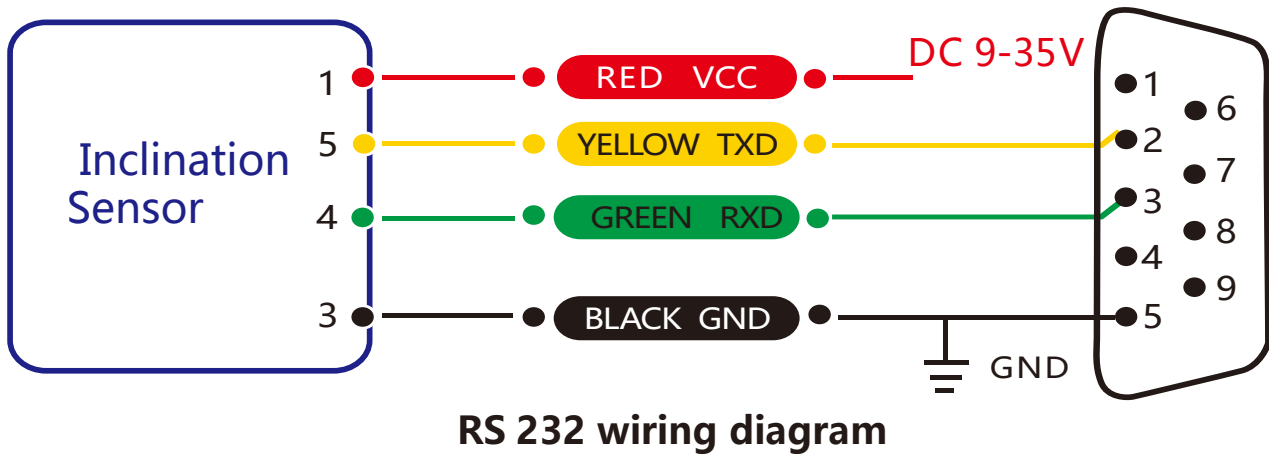 Inclination
Sensor
1
RED VCC
DC 9-35V
5
YELLOW TXD
4
GREEN RXD
3
BLACK GND
GND
1
2
3
4
5
6
7
8
9
RS 232 wiring diagram